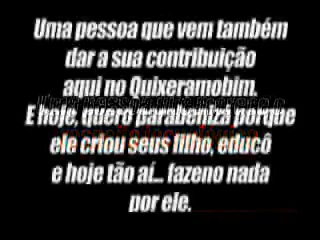 Uma pessoa que vem também
dar a sua contribuição
aqui no Quixeramobim.
E hoje, quero parabenizá porque
ele criou seus filho, educô
e hoje tão aí... fazeno nada
por ele.